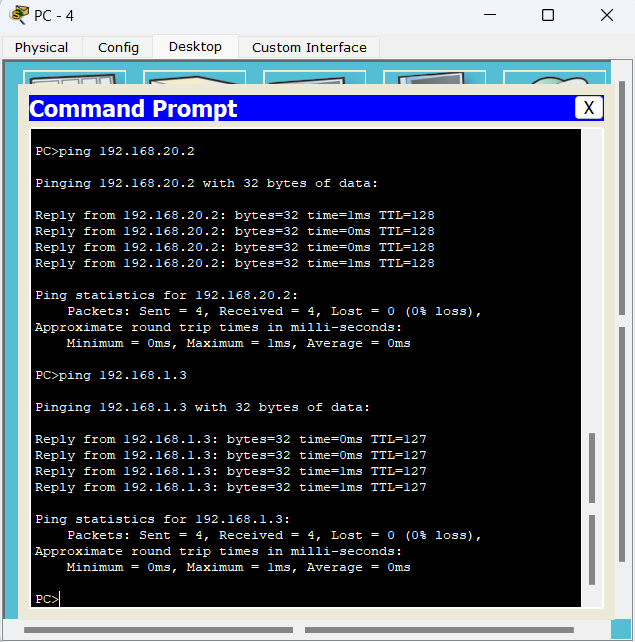 PC - 4
Physical Config Desktop Custom Interface
Command Prompt X
PC>ping 192.168.20.2
Pinging 192.168.20.2 with 32 bytes of data:
Reply from 192.168.20.2: bytes=32 time=1ms TTL=128
Reply from 192.168.20.2: bytes=32 time=0ms TTL=128
Reply from 192.168.20.2: bytes=32 time=0ms TTL=128
Reply from 192.168.20.2: bytes=32 time=1ms TTL=128
Ping statistics for 192.168.20.2:
Packets: Sent = 4, Received = 4, Lost = 0 (0% loss),
Approximate round trip times in milli-seconds:
Minimum = 0ms, Maximum = 1ms, Average = 0ms
PC>ping 192.168.1.3
Pinging 192.168.1.3 with 32 bytes of data:
Reply from 192.168.1.3: bytes=32 time=0ms TTL=127
Reply from 192.168.1.3: bytes=32 time=0ms TTL=127
Reply from 192.168.1.3: bytes=32 time=1ms TTL=127
Reply from 192.168.1.3: bytes=32 time=1ms TTL=127
Ping statistics for 192.168.1.3:
Packets: Sent = 4, Received = 4, Lost = 0 (0% loss),
Approximate round trip times in milli-seconds:
Minimum = 0ms, Maximum = 1ms, Average = 0ms
PC>